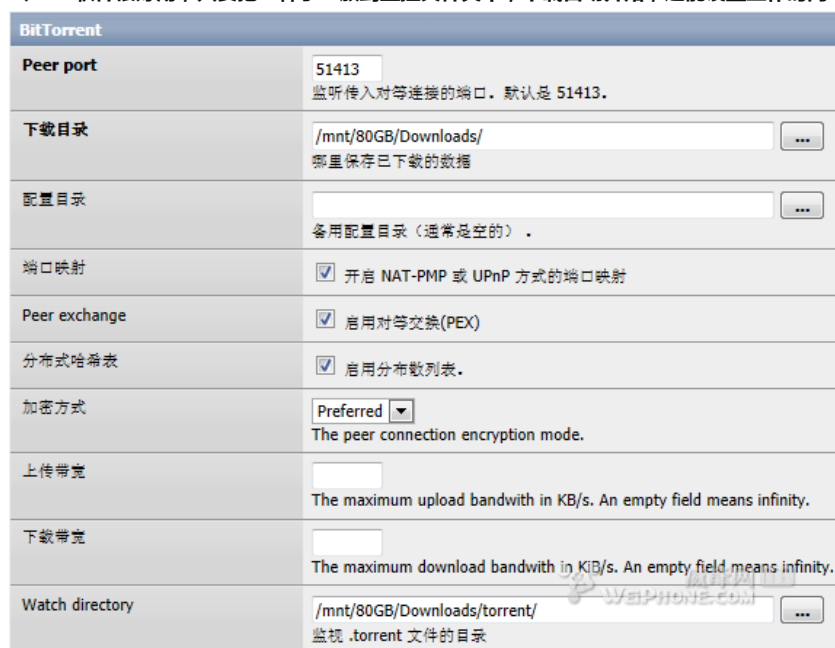 BitTorrent
Peer port
51413
监听传入对等连接的端口. 默认是 51413.
下载目录
/mnt/80GB/Downloads/
...
哪里保存已下载的数据
配置目录
...
备用配置目录（通常是空的） .
端口映射
开启 NAT-PMP 或 UPnP 方式的端口映射
Peer exchange
启用对等交换(PEX)
分布式哈希表
启用分布散列表.
加密方式
Preferred
The peer connection encryption mode.
上传带宽
The maximum upload bandwith in KB/s. An empty field means infinity.
下载带宽
The maximum download bandwith in KiB/s. An empty field means infinity.
Watch directory
/mnt/80GB/Downloads/torrent/
...
监视 .torrent 文件的目录
威锋网
WEIPHONE.COM